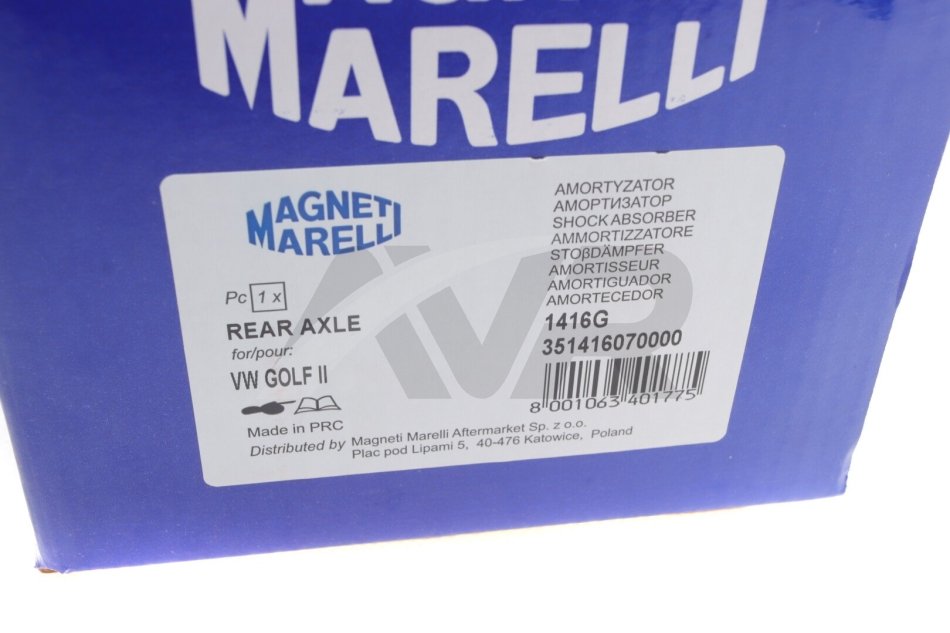 MARELLI
MAGNETI
MARELLI
Pc 1 x
REAR AXLE
for/pour:
VW GOLF II
Made in PRC
Distributed by Magneti Marelli Aftermarket Sp. z o.o.
Plac pod Lipami 5, 40-476 Katowice, Poland
AMORTYZATOR
АМОРТИЗАТОР
SHOCK ABSORBER
AMMORTIZZATORE
STOβDÄMPFER
AMORTISSEUR
AMORTIGUADOR
AMORTECEDOR
1416G
351416070000
8 001063 401775